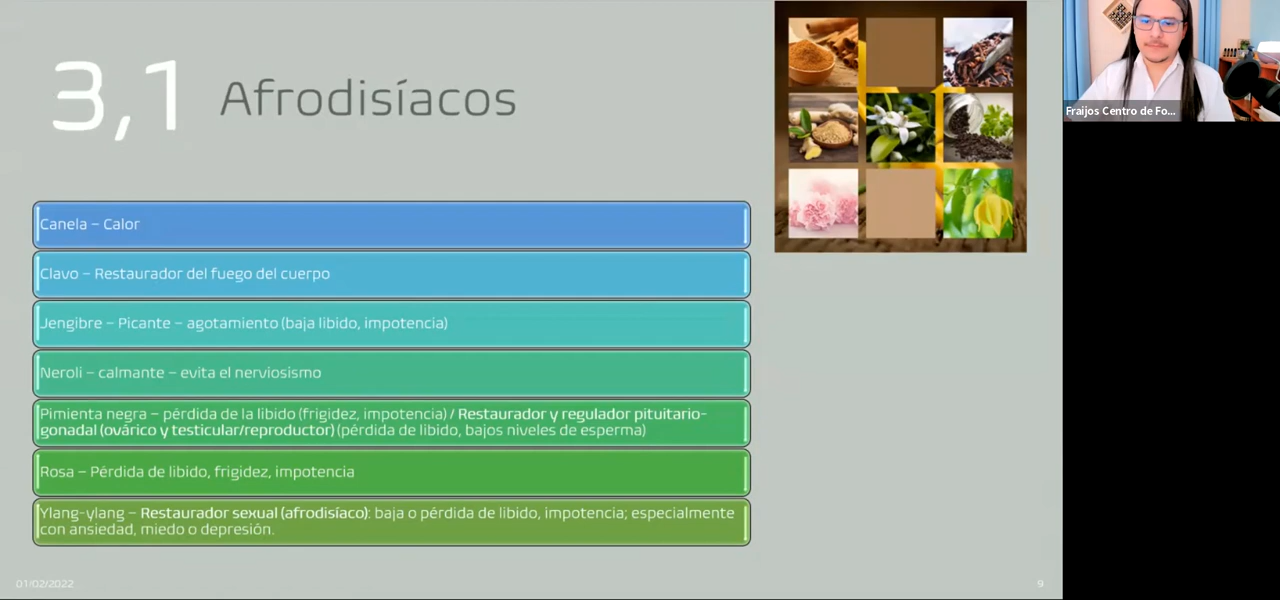 3,1 Afrodisíacos
Fraijos Centro de Fo...
Canela – Calor
Clavo – Restaurador del fuego del cuerpo
Jengibre – Picante – agotamiento (baja libido, impotencia)
Neroli – calmante – evita el nerviosismo
Pimienta negra – pérdida de la libido (frigidez, impotencia) / Restaurador y regulador pituitario-
gonadal (ovárico y testicular/reproductor) (pérdida de libido, bajos niveles de esperma)
Rosa – Pérdida de libido, frigidez, impotencia
Ylang-ylang – Restaurador sexual (afrodisíaco): baja o pérdida de libido, impotencia; especialmente
con ansiedad, miedo o depresión.
01/02/2022
9